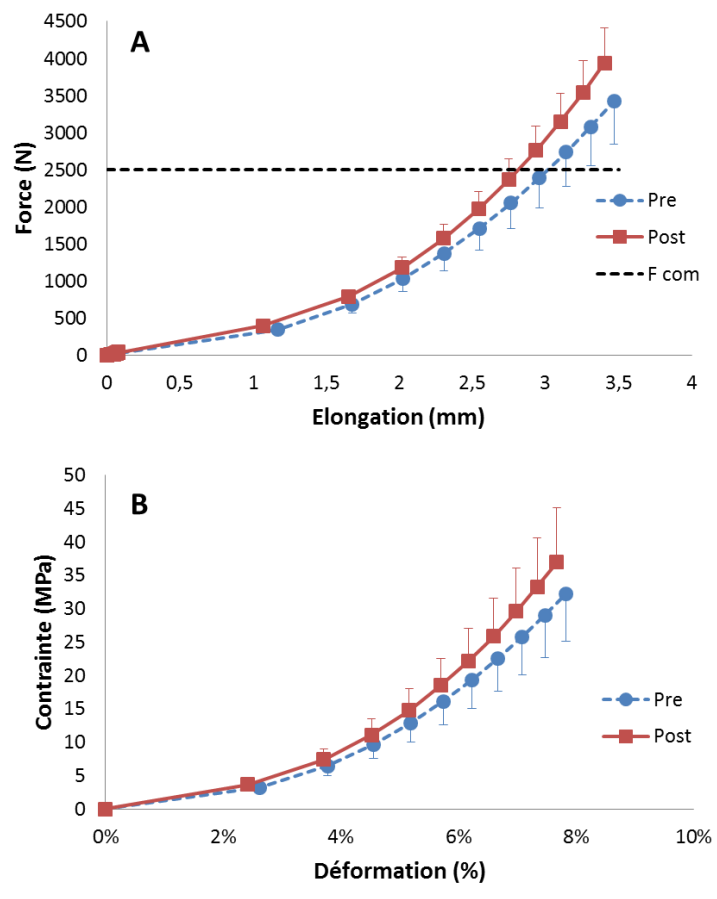 A
Force (N)
4500
4000
3500
3000
2500
2000
1500
1000
500
0
0 0,5 1 1,5 2 2,5 3 3,5 4
Elongation (mm)
Pre
Post
F com
B
Contrainte (MPa)
50
45
40
35
30
25
20
15
10
5
0
0% 2% 4% 6% 8% 10%
Déformation (%)
Pre
Post